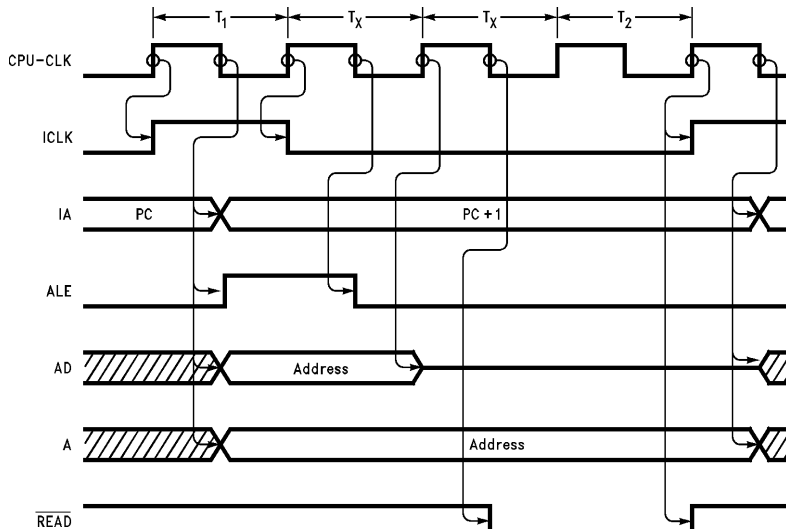 T1 TX TX T2
CPU-CLK
ICLK
IA PC PC + 1
ALE
AD Address
A Address
READ